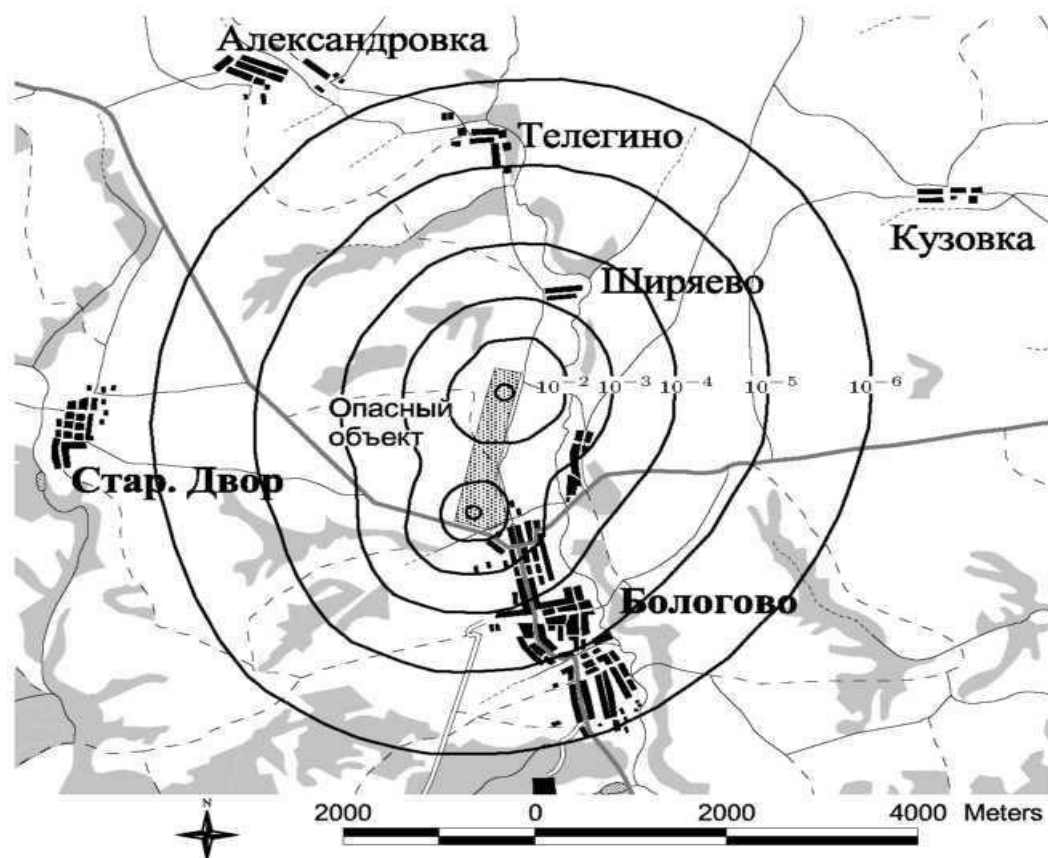 Александровка
Телегино
Кузовка
Ширяево
10⁻² 10⁻³ 10⁻⁴ 10⁻⁵ 10⁻⁶
Опасный
объект
Стар. Двор
Бологово
N
2000 0 2000 4000 Meters